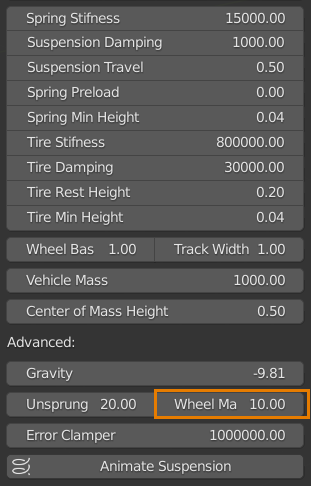 Spring Stifness 15000.00
Suspension Damping 1000.00
Suspension Travel 0.50
Spring Preload 0.00
Spring Min Height 0.04
Tire Stifness 800000.00
Tire Damping 30000.00
Tire Rest Height 0.20
Tire Min Height 0.04
Wheel Bas 1.00 Track Width 1.00
Vehicle Mass 1000.00
Center of Mass Height 0.50
Advanced:
Gravity -9.81
Unsprung 20.00 Wheel Ma 10.00
Error Clamper 1000000.00
Animate Suspension